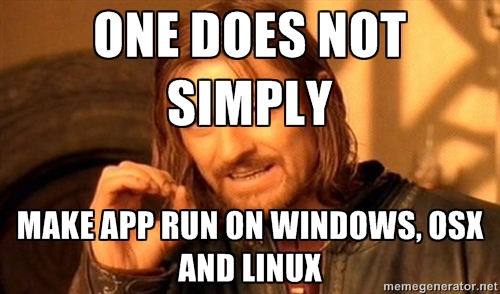 ONE DOES NOT
SIMPLY
MAKE APP RUN ON WINDOWS, OSX
AND LINUX
memegenerator.net